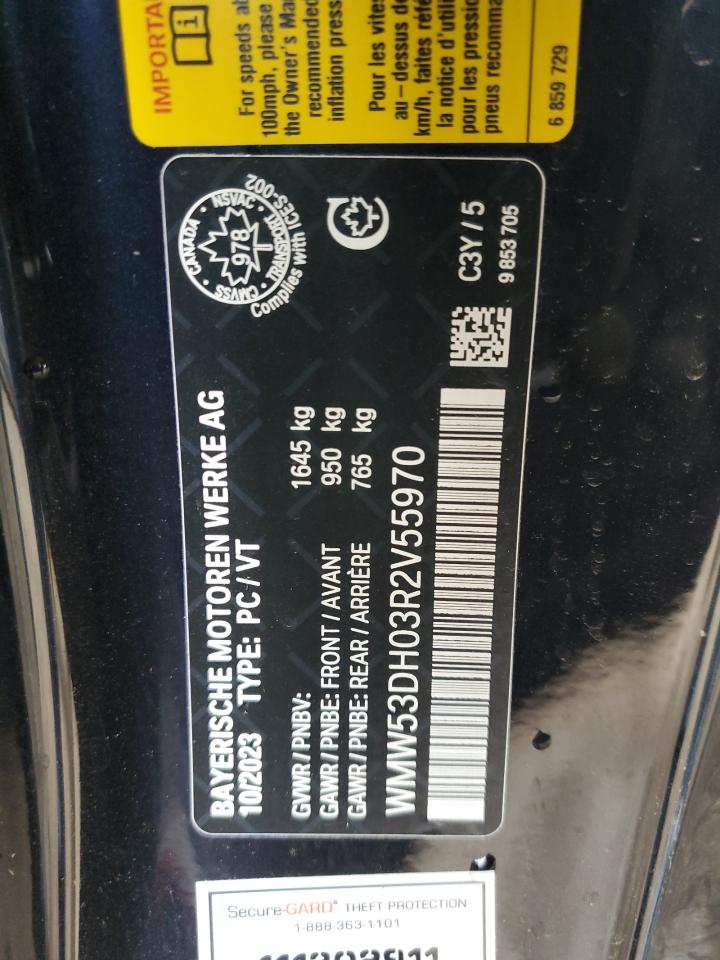 IMPORTA
For speeds ab
100mph, please
the Owner's Man
recommended
inflation press
Pour les vites
au-dessus de
km/h, faites réfé
la notice d'utili
pour les pressio
pneus recomma
6 859 729
BAYERISCHE MOTOREN WERKE AG
10/2023 TYPE: PC/VT
GVWR/PNBV: 1645 kg
GAWR/PNBE: FRONT/AVANT 950 kg
GAWR/PNBE: REAR/ARRIÈRE 765 kg
WMW53DH03R2V55970
CANADA · NSVAC · TRANSPORT · CMVSS
978
Complies with ICES-002
C3Y/5
9 853 705
Secure-GARD® THEFT PROTECTION
1-888-363-1101